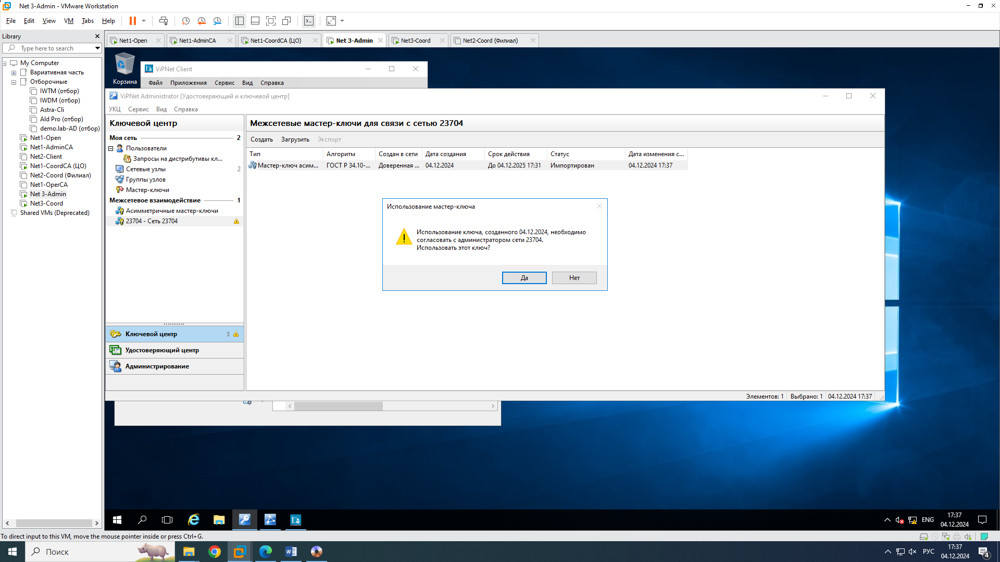 Net 3-Admin - VMware Workstation
File Edit View VM Tabs Help
Library
Type here to search
My Computer
Вариативная часть
Отборочные
IWTM (отбор)
IWDM (отбор)
Astra-Cli
Ald Pro (отбор)
demo.lab-AD (отбор)
Net1-Open
Net1-AdminCA
Net2-Client
Net1-CoordCA (ЦО)
Net2-Coord (Филиал)
Net1-OperCA
Net 3-Admin
Net3-Coord
Shared VMs (Deprecated)
Net1-Open Net1-AdminCA Net1-CoordCA (ЦО) Net 3-Admin Net3-Coord Net2-Coord (Филиал)
Корзина
ViPNet Client
Файл Приложения Сервис Вид Справка
ViPNet Administrator [Удостоверяющий и ключевой центр]
УКЦ Сервис Вид Справка
Ключевой центр
Моя сеть 2
Пользователи
Запросы на дистрибутивы кл...
Сетевые узлы 2
Группы узлов
Мастер-ключи
Межсетевое взаимодействие 1
Асимметричные мастер-ключи
23704 - Сеть 23704
Ключевой центр 3
Удостоверяющий центр
Администрирование
Межсетевые мастер-ключи для связи с сетью 23704
Создать Загрузить Экспорт
Тип Алгоритм Создан в сети Дата создания Срок действия Статус Дата изменения с...
Мастер-ключ асим... ГОСТ Р 34.10-... Доверенная ... 04.12.2024 До 04.12.2025 17:31 Импортирован 04.12.2024 17:37
Использование мастер-ключа
Использование ключа, созданного 04.12.2024, необходимо
согласовать с администратором сети 23704.
Использовать этот ключ?
Да Нет
Элементов: 1 Выбрано: 1 04.12.2024 17:37
ENG
17:37
04.12.2024
To direct input to this VM, move the mouse pointer inside or press Ctrl+G.
Поиск
РУС
17:37
04.12.2024
4